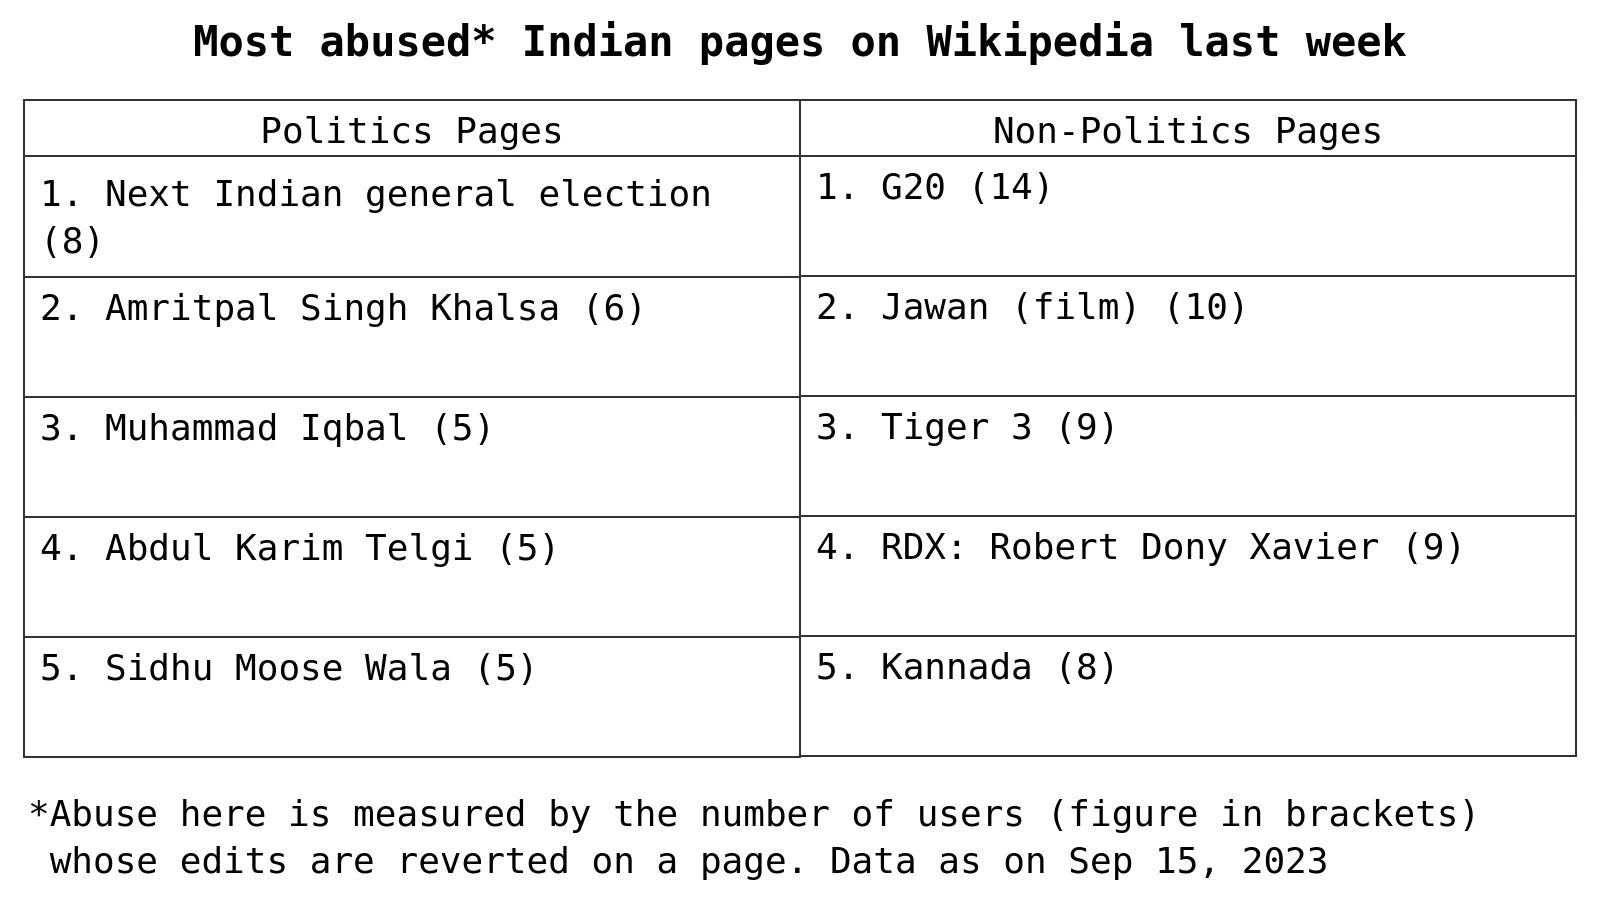 Most abused* Indian pages on Wikipedia last week
Politics Pages
Non-Politics Pages
1. Next Indian general election
(8)
1. G20 (14)
2. Amritpal Singh Khalsa (6)
2. Jawan (film) (10)
3. Muhammad Iqbal (5)
3. Tiger 3 (9)
4. Abdul Karim Telgi (5)
4. RDX: Robert Dony Xavier (9)
5. Sidhu Moose Wala (5)
5. Kannada (8)
*Abuse here is measured by the number of users (figure in brackets)
whose edits are reverted on a page. Data as on Sep 15, 2023